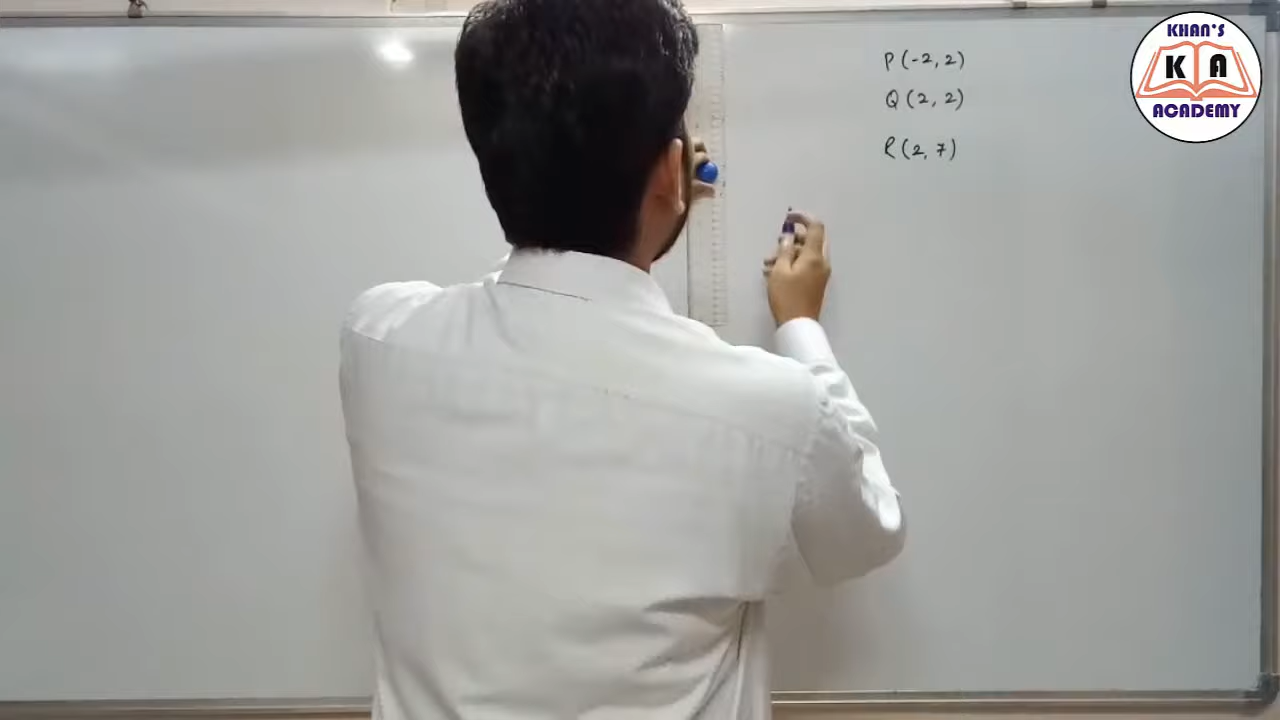 P(-2, 2)
Q(2, 2)
R(2, 7)
KHAN'S
K A
ACADEMY